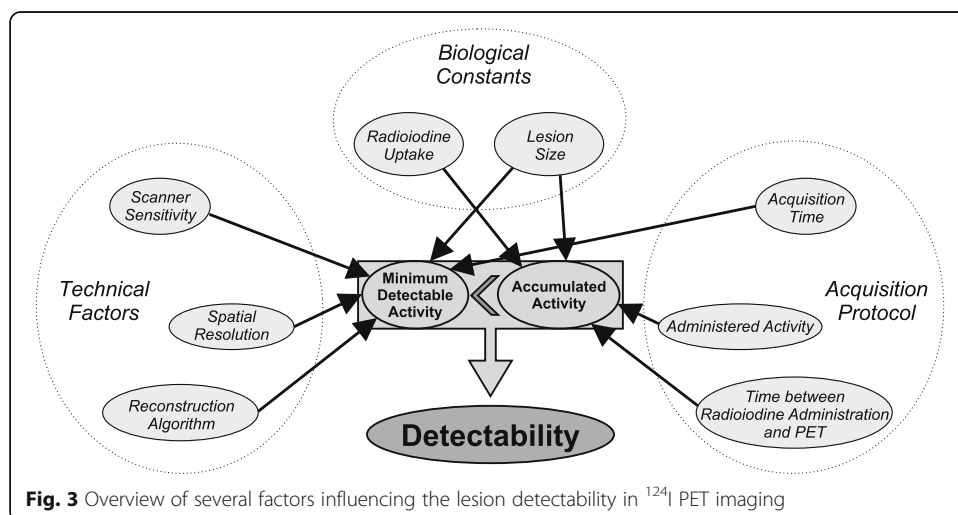 Biological
Constants
Radioiodine
Uptake
Lesion
Size
Scanner
Sensitivity
Acquisition
Time
Technical
Factors
Minimum
Detectable
Activity
<
Accumulated
Activity
Acquisition
Protocol
Spatial
Resolution
Administered Activity
Reconstruction
Algorithm
Time between
Radioiodine Administration
and PET
Detectability
Fig. 3 Overview of several factors influencing the lesion detectability in ¹²⁴I PET imaging